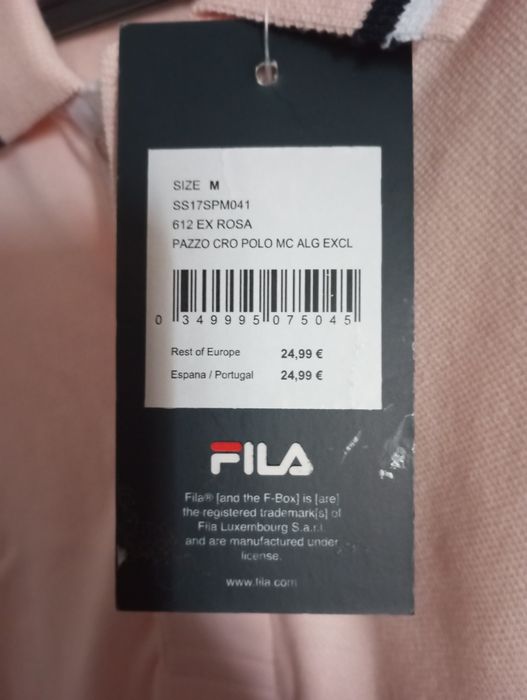 SIZE M
SS17SPM041
612 EX ROSA
PAZZO CRO POLO MC ALG EXCL
0 349995 075045
Rest of Europe 24,99 €
Espana / Portugal 24,99 €
FILA
Fila® [and the F-Box] is [are]
the registered trademark[s] of
Fila Luxembourg S.a.r.l.
and are manufactured under
license.
www.fila.com